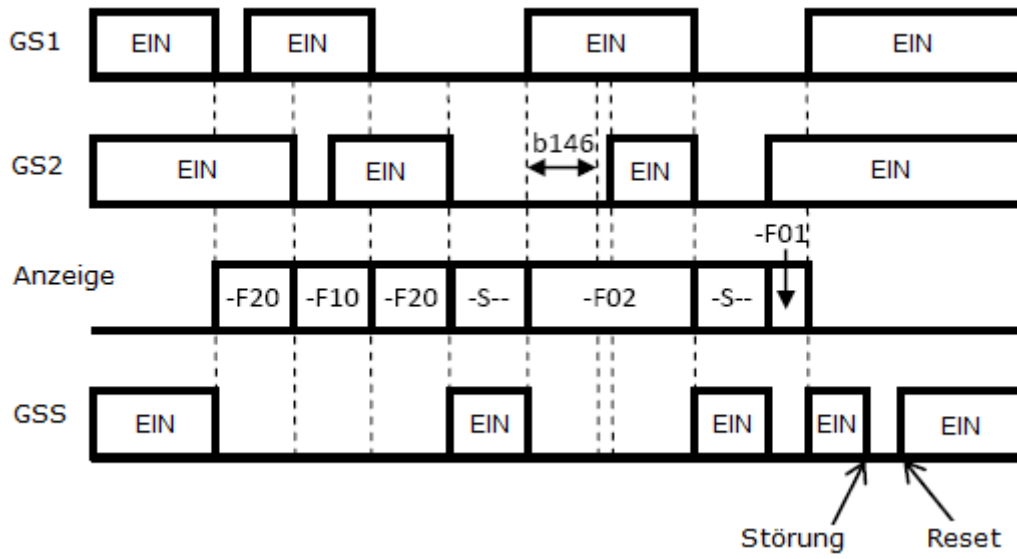 GS1 EIN EIN EIN EIN
GS2 EIN EIN b146 EIN EIN
-F01
Anzeige -F20 -F10 -F20 -S-- -F02 -S--
GSS EIN EIN EIN EIN EIN
Störung Reset